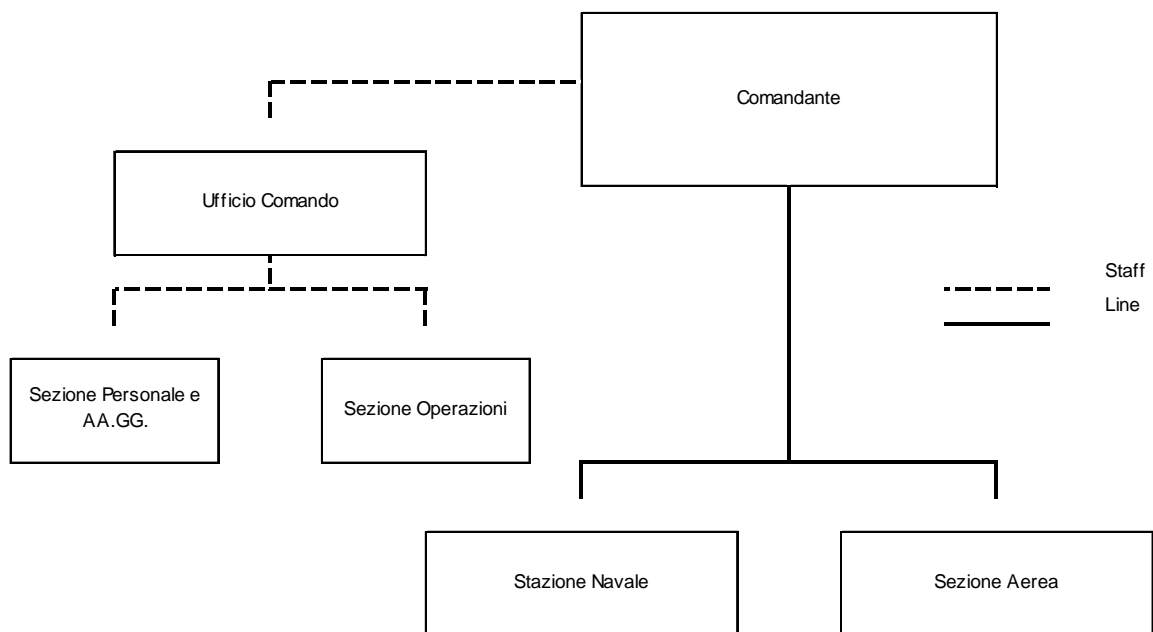 Comandante
Ufficio Comando
Staff
Line
Sezione Personale e
AA.GG.
Sezione Operazioni
Stazione Navale
Sezione Aerea